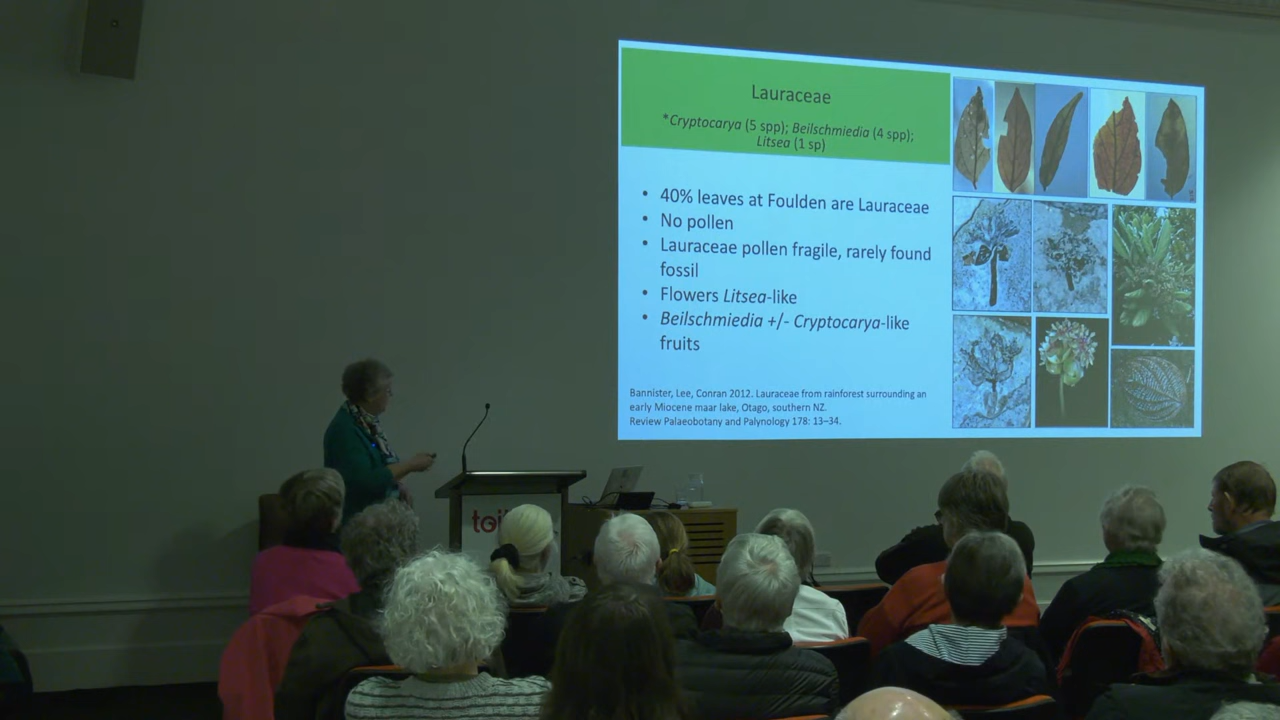 Lauraceae
*Cryptocarya (5 spp); Beilschmiedia (4 spp);
Litsea (1 sp)
• 40% leaves at Foulden are Lauraceae
• No pollen
• Lauraceae pollen fragile, rarely found
fossil
• Flowers Litsea-like
• Beilschmiedia +/- Cryptocarya-like
fruits
Bannister, Lee, Conran 2012. Lauraceae from rainforest surrounding an
early Miocene maar lake, Otago, southern NZ.
Review Palaeobotany and Palynology 178: 13–34.